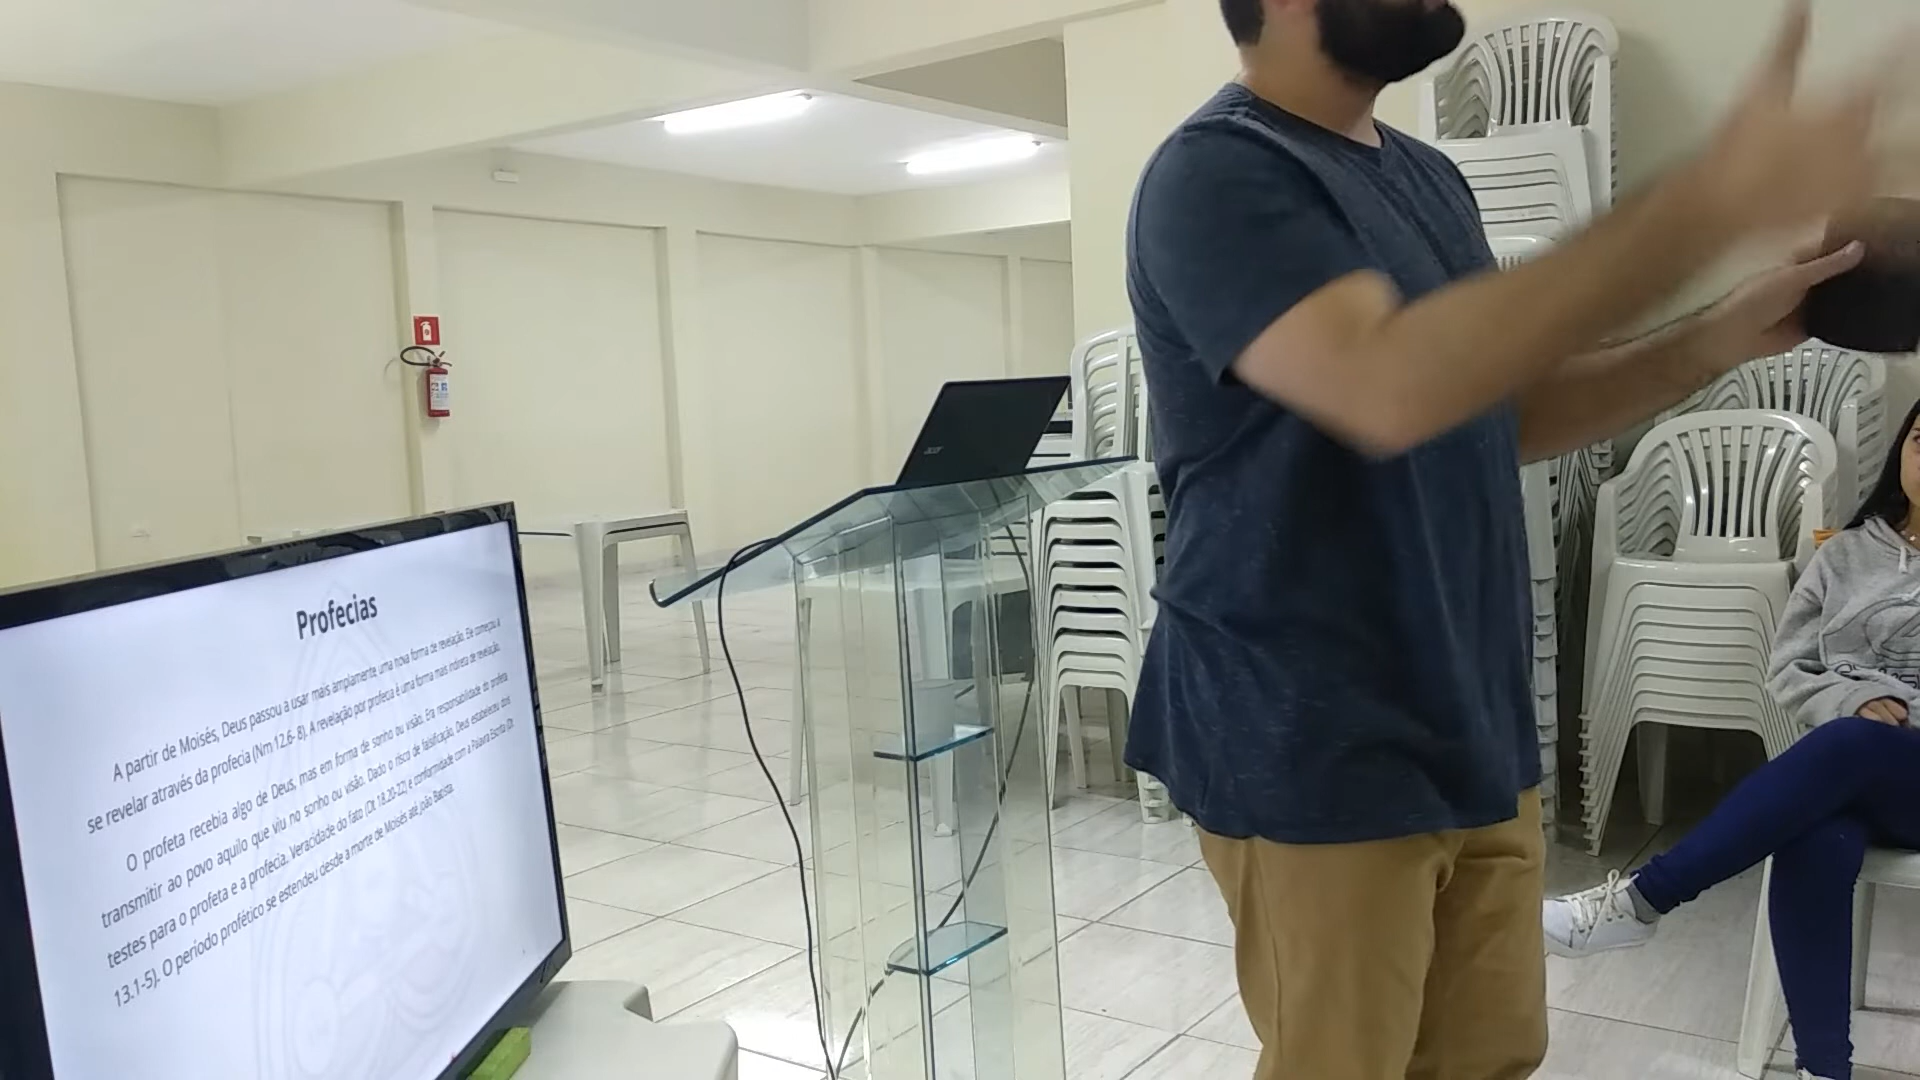 Profecias
A partir de Moisés, Deus passou a usar mais amplamente uma nova forma de revelação. Ele começou a
se revelar através da profecia (Nm 12.6- 8). A revelação por profecia é uma forma mais indireta de revelação.
O profeta recebia algo de Deus, mas em forma de sonho ou visão. Era responsabilidade do profeta
transmitir ao povo aquilo que viu no sonho ou visão. Dado o risco de falsificação, Deus estabeleceu dois
testes para o profeta e a profecia. Veracidade do fato (Dt 18.20-22) e conformidade com a Palavra Escrita (Dt
13.1-5). O período profético se estendeu desde a morte de Moisés até João Batista.
acer